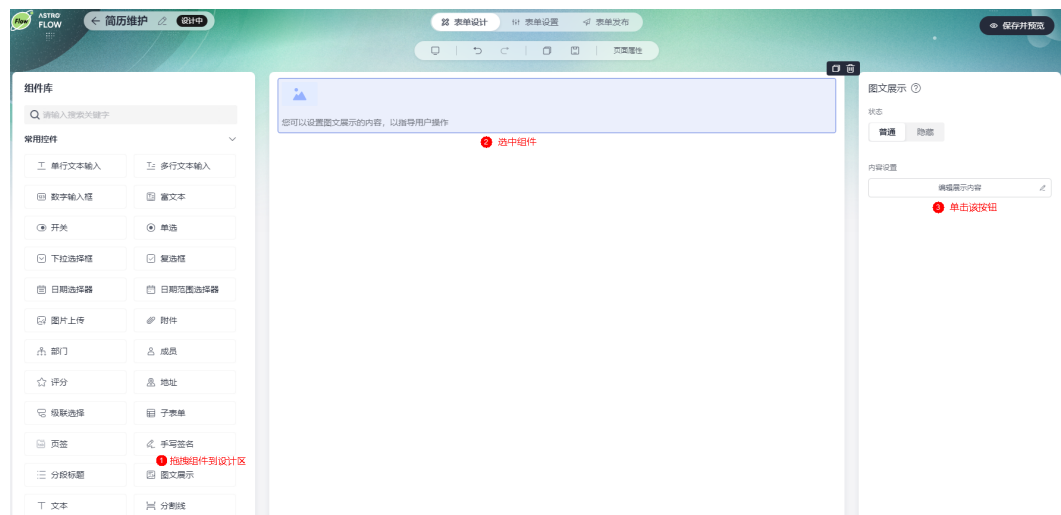 Flow ASTRO FLOW
简历维护 设计中
表单设计 表单设置 表单发布
保存并预览
页面属性
组件库
请输入搜索关键字
常用控件
单行文本输入 多行文本输入
数字输入框 富文本
开关 单选
下拉选择框 复选框
日期选择器 日期范围选择器
图片上传 附件
部门 成员
评分 地址
级联选择 子表单
页签 手写签名
1 拖拽组件到设计区
分段标题 图文展示
文本 分割线
您可以设置图文展示的内容，以指导用户操作
2 选中组件
图文展示
状态
普通 隐藏
内容设置
编辑展示内容
3 单击该按钮